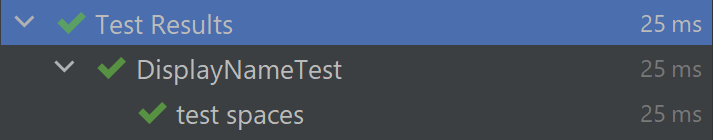 Test Results 25 ms
DisplayNameTest 25 ms
test spaces 25 ms